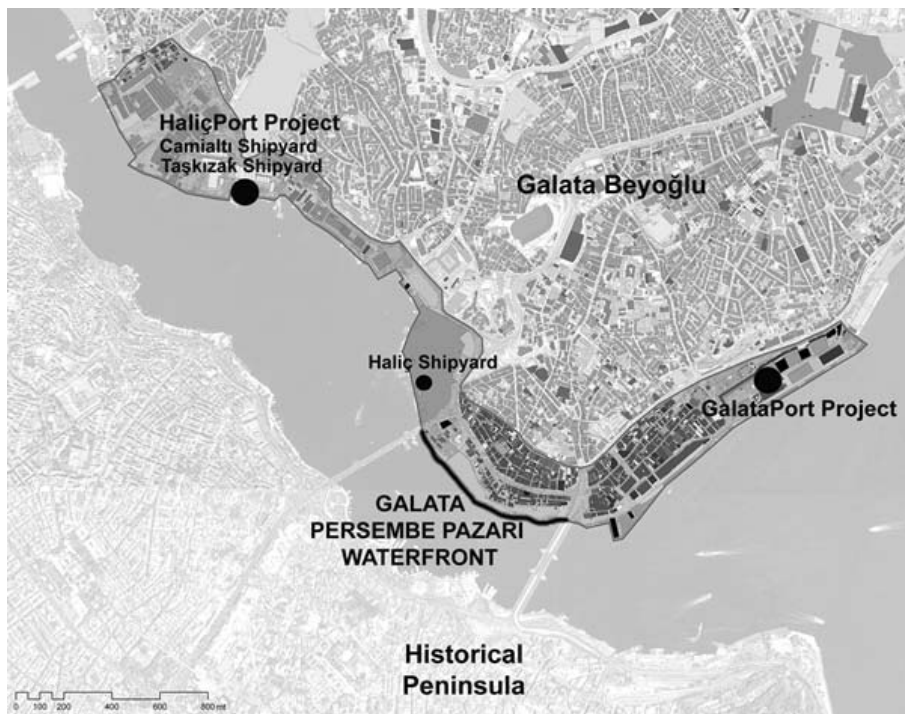 HaliçPort Project
Camialtı Shipyard
Taşkızak Shipyard
Galata Beyoğlu
Haliç Shipyard
GalataPort Project
GALATA
PERSEMBE PAZARI
WATERFRONT
Historical
Peninsula
0 100 200 400 600 800 mt